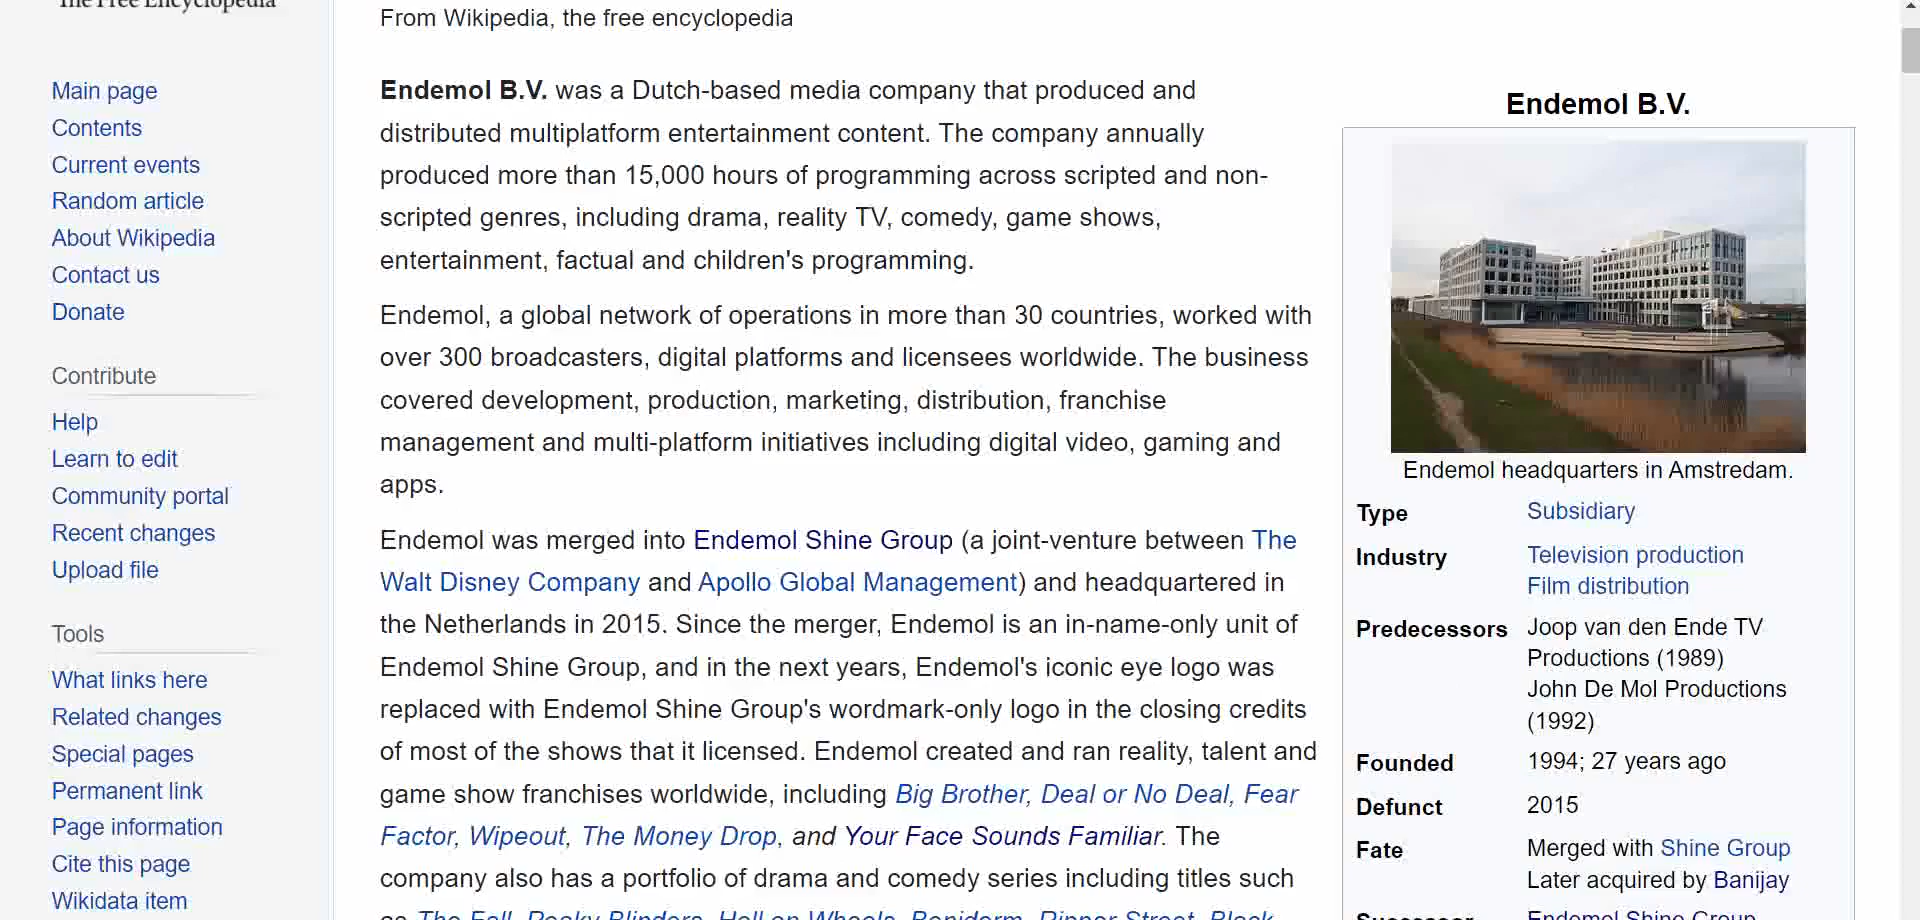 The Free Encyclopedia
Main page
Contents
Current events
Random article
About Wikipedia
Contact us
Donate
Contribute
Help
Learn to edit
Community portal
Recent changes
Upload file
Tools
What links here
Related changes
Special pages
Permanent link
Page information
Cite this page
Wikidata item
From Wikipedia, the free encyclopedia
Endemol B.V. was a Dutch-based media company that produced and
distributed multiplatform entertainment content. The company annually
produced more than 15,000 hours of programming across scripted and non-
scripted genres, including drama, reality TV, comedy, game shows,
entertainment, factual and children's programming.
Endemol, a global network of operations in more than 30 countries, worked with
over 300 broadcasters, digital platforms and licensees worldwide. The business
covered development, production, marketing, distribution, franchise
management and multi-platform initiatives including digital video, gaming and
apps.
Endemol was merged into Endemol Shine Group (a joint-venture between The
Walt Disney Company and Apollo Global Management) and headquartered in
the Netherlands in 2015. Since the merger, Endemol is an in-name-only unit of
Endemol Shine Group, and in the next years, Endemol's iconic eye logo was
replaced with Endemol Shine Group's wordmark-only logo in the closing credits
of most of the shows that it licensed. Endemol created and ran reality, talent and
game show franchises worldwide, including Big Brother, Deal or No Deal, Fear
Factor, Wipeout, The Money Drop, and Your Face Sounds Familiar. The
company also has a portfolio of drama and comedy series including titles such
as The Fall, Peaky Blinders, Hell on Wheels, Benidorm, Ripper Street, Black
Endemol B.V.
Endemol headquarters in Amstredam.
Type Subsidiary
Industry Television production
Film distribution
Predecessors Joop van den Ende TV
Productions (1989)
John De Mol Productions
(1992)
Founded 1994; 27 years ago
Defunct 2015
Fate Merged with Shine Group
Later acquired by Banijay
Successor Endemol Shine Group